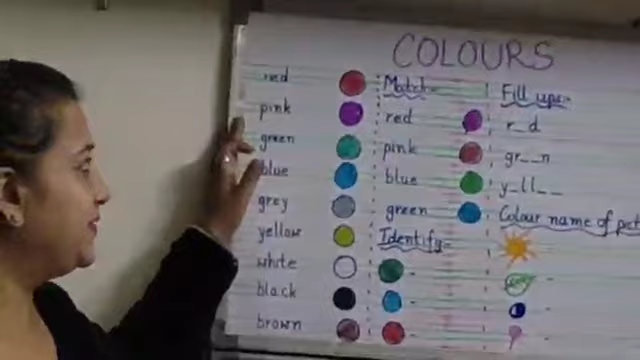 COLOURS
red
pink
green
blue
grey
yellow
white
black
brown
Match-
red
pink
blue
green
Identify-
-
-
-
Fill ups-
r_d
gr__n
y_ll__
Colour name of
-
-
-